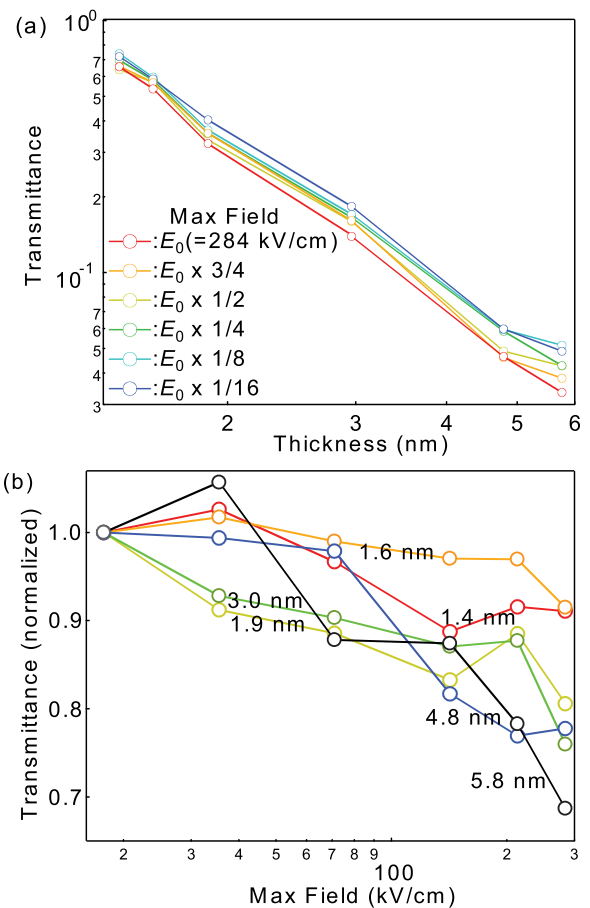 (a)
10⁰
7
6
5
4
3
2
10⁻¹
7
6
5
4
3
Transmittance
Max Field
:E₀(=284 kV/cm)
:E₀ x 3/4
:E₀ x 1/2
:E₀ x 1/4
:E₀ x 1/8
:E₀ x 1/16
2 3 4 5 6
Thickness (nm)
(b)
1.0
0.9
0.8
0.7
Transmittance (normalized)
1.6 nm
3.0 nm
1.4 nm
1.9 nm
4.8 nm
5.8 nm
2 3 4 5 6 7 8 9 2 3
100
Max Field (kV/cm)